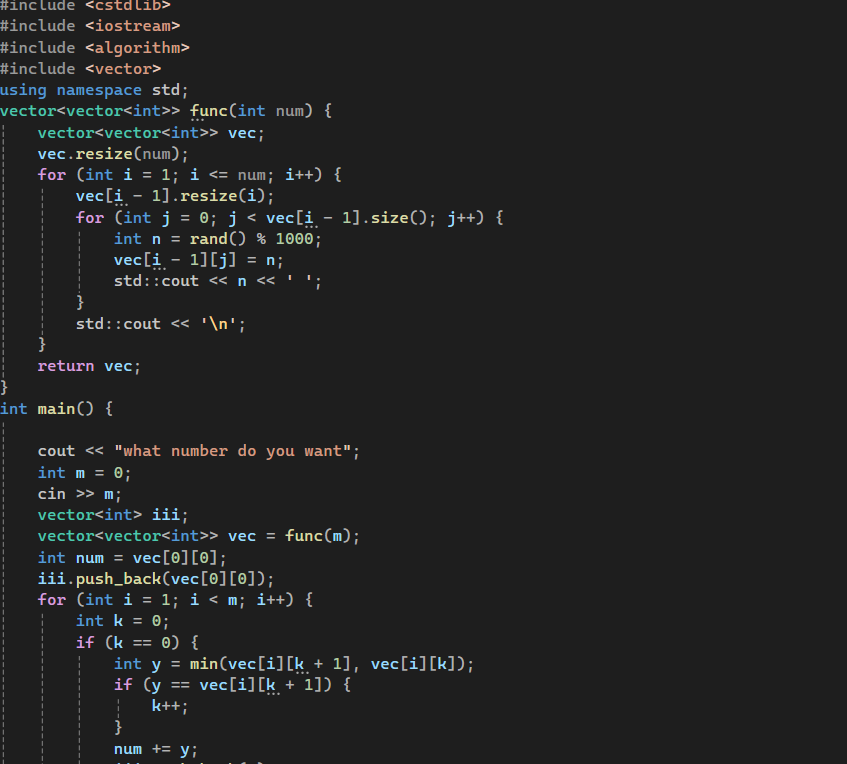 #include <cstdlib>
#include <iostream>
#include <algorithm>
#include <vector>
using namespace std;
vector<vector<int>> func(int num) {
    vector<vector<int>> vec;
    vec.resize(num);
    for (int i = 1; i <= num; i++) {
        vec[i - 1].resize(i);
        for (int j = 0; j < vec[i - 1].size(); j++) {
            int n = rand() % 1000;
            vec[i - 1][j] = n;
            std::cout << n << ' ';
        }
        std::cout << '\n';
    }
    return vec;
}
int main() {

    cout << "what number do you want";
    int m = 0;
    cin >> m;
    vector<int> iii;
    vector<vector<int>> vec = func(m);
    int num = vec[0][0];
    iii.push_back(vec[0][0]);
    for (int i = 1; i < m; i++) {
        int k = 0;
        if (k == 0) {
            int y = min(vec[i][k + 1], vec[i][k]);
            if (y == vec[i][k + 1]) {
                k++;
            }
            num += y;